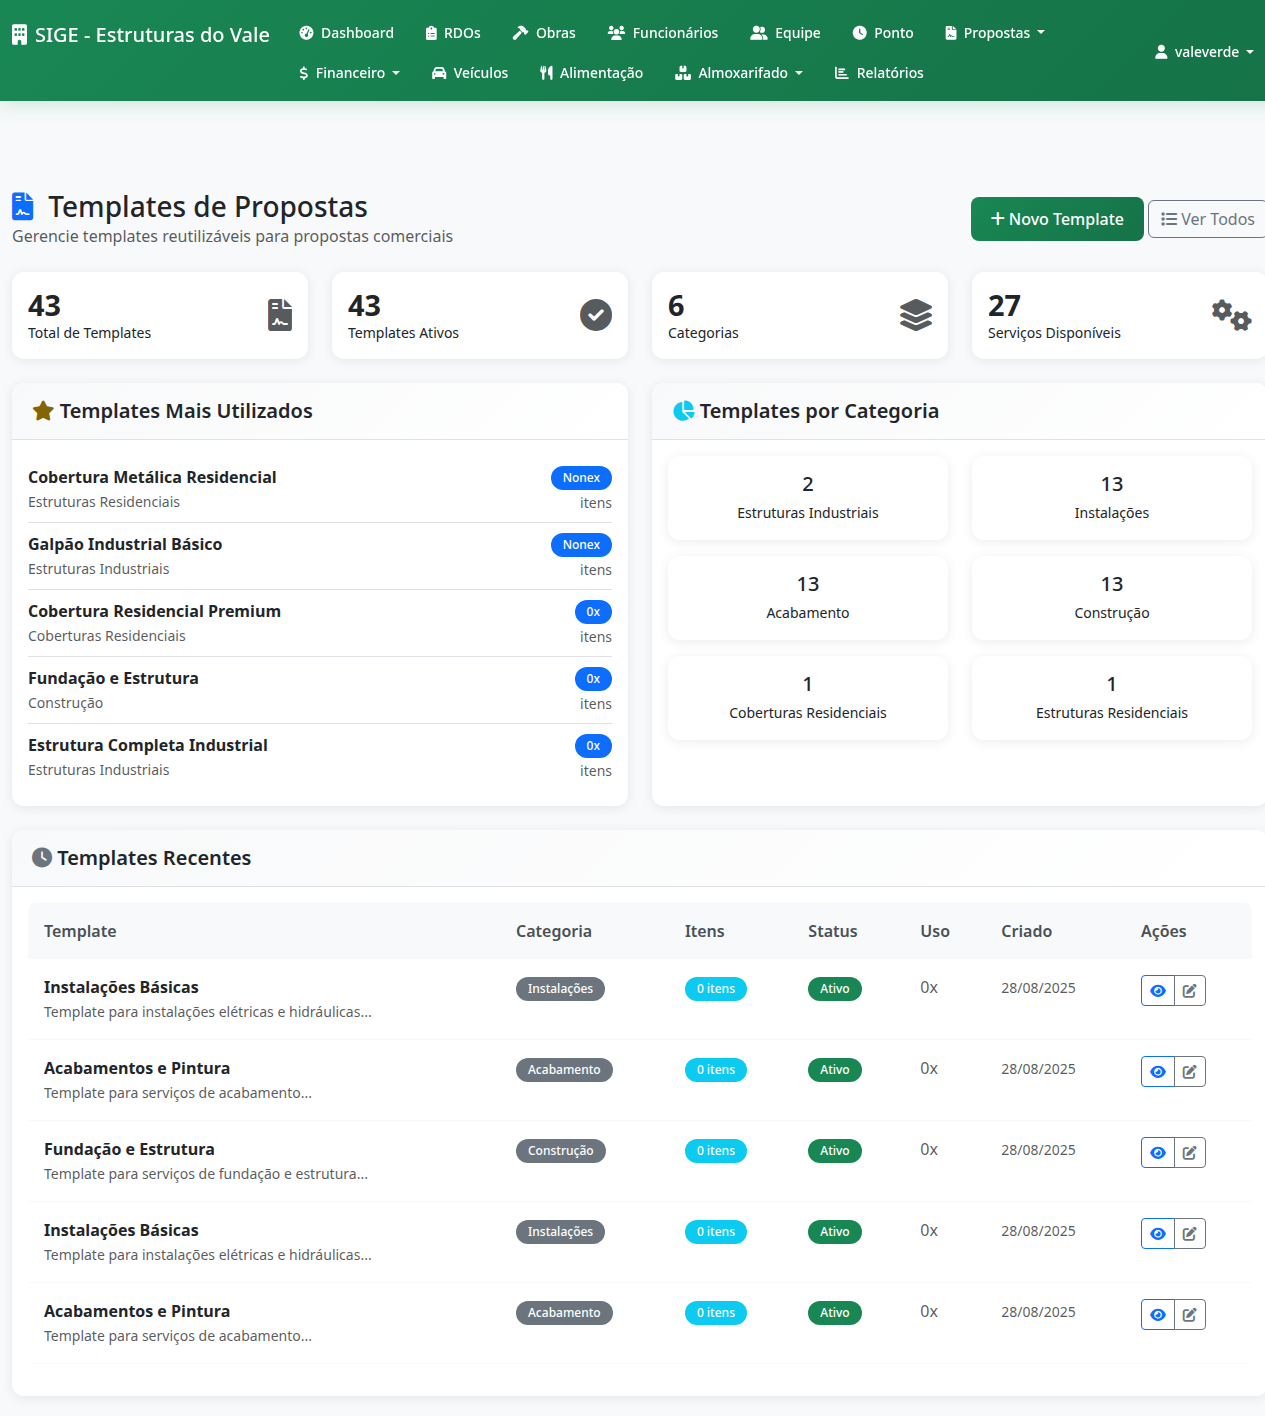 SIGE - Estruturas do Vale
Dashboard
RDOs
Obras
Funcionários
Equipe
Ponto
Propostas
Financeiro
Veículos
Alimentação
Almoxarifado
Relatórios
valeverde
Templates de Propostas
Gerencie templates reutilizáveis para propostas comerciais
Novo Template
Ver Todos
43
Total de Templates
43
Templates Ativos
6
Categorias
27
Serviços Disponíveis
Templates Mais Utilizados
Cobertura Metálica Residencial
Nonex
Estruturas Residenciais
itens
Galpão Industrial Básico
Nonex
Estruturas Industriais
itens
Cobertura Residencial Premium
0x
Coberturas Residenciais
itens
Fundação e Estrutura
0x
Construção
itens
Estrutura Completa Industrial
0x
Estruturas Industriais
itens
Templates por Categoria
2
Estruturas Industriais
13
Instalações
13
Acabamento
13
Construção
1
Coberturas Residenciais
1
Estruturas Residenciais
Templates Recentes
Template Categoria Itens Status Uso Criado Ações
Instalações Básicas Instalações 0 itens Ativo 0x 28/08/2025
Template para instalações elétricas e hidráulicas...
Acabamentos e Pintura Acabamento 0 itens Ativo 0x 28/08/2025
Template para serviços de acabamento...
Fundação e Estrutura Construção 0 itens Ativo 0x 28/08/2025
Template para serviços de fundação e estrutura...
Instalações Básicas Instalações 0 itens Ativo 0x 28/08/2025
Template para instalações elétricas e hidráulicas...
Acabamentos e Pintura Acabamento 0 itens Ativo 0x 28/08/2025
Template para serviços de acabamento...